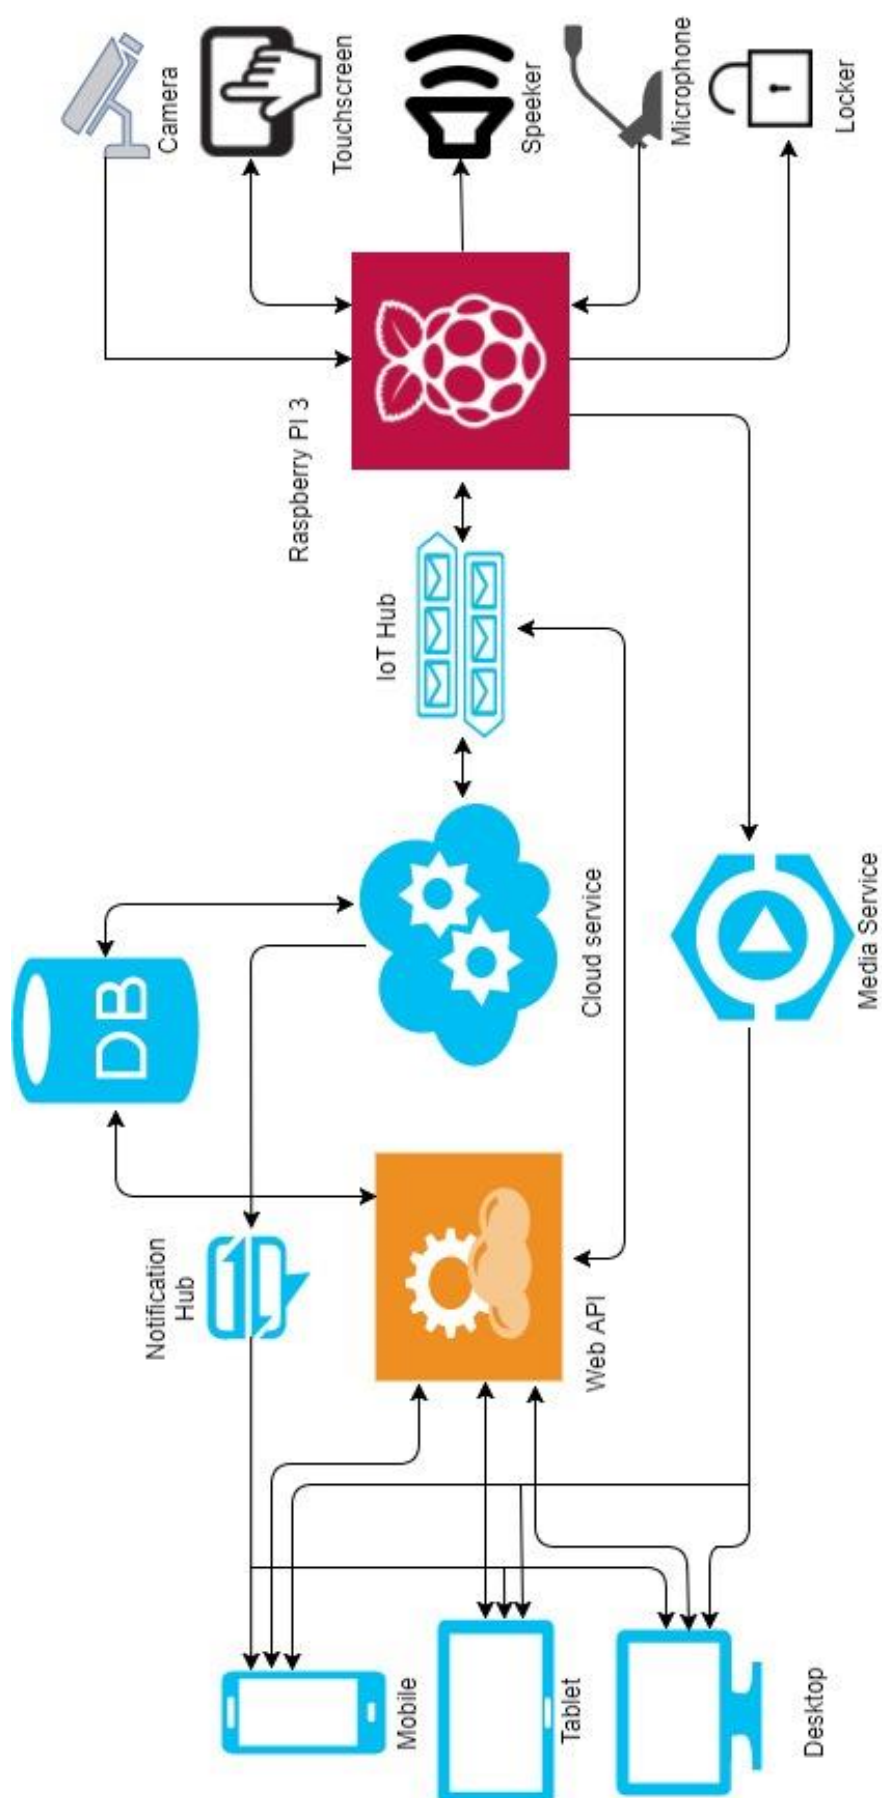 Camera
Touchscreen
Speeker
Microphone
Locker
Raspberry PI 3
IoT Hub
DB
Cloud service
Media Service
Notification
Hub
Web API
Mobile
Tablet
Desktop